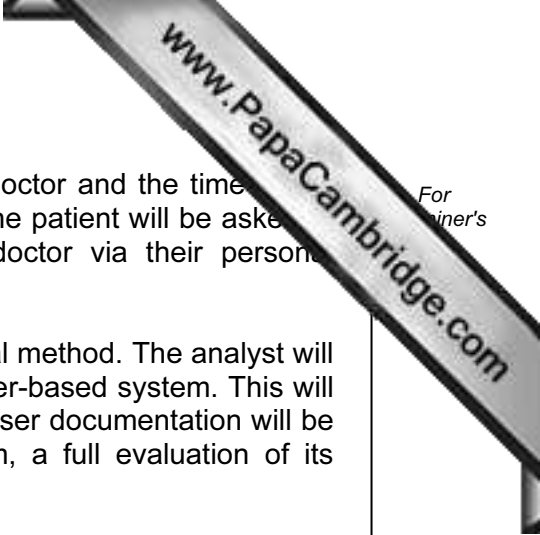 www.PapaCambridge.com
octor and the time
For
iner's
e patient will be aske
doctor via their person
al method. The analyst will
er-based system. This will
ser documentation will be
n, a full evaluation of its